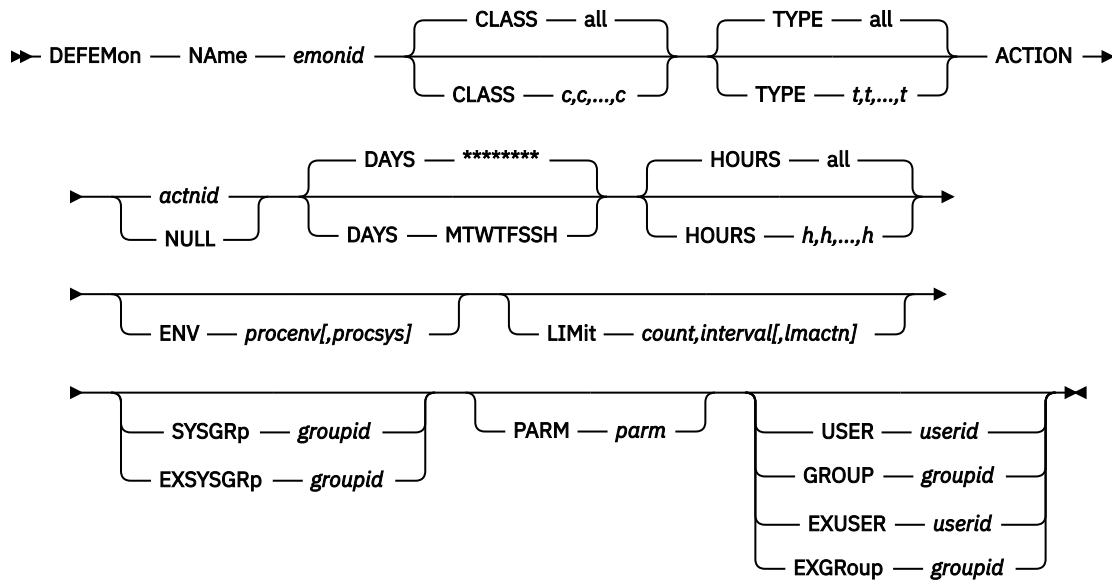 CLASS all TYPE all
DEFEMon NAme emonid ACTION
CLASS c,c,...,c TYPE t,t,...,t
DAYS ******** HOURS all
actnid
NULL DAYS MTWTFSSH HOURS h,h,...,h
ENV procenv[,procsys] LIMit count,interval[,lmactn]
SYSGRp groupid PARM parm USER userid
EXSYSGRp groupid GROUP groupid
EXUSER userid
EXGRoup groupid